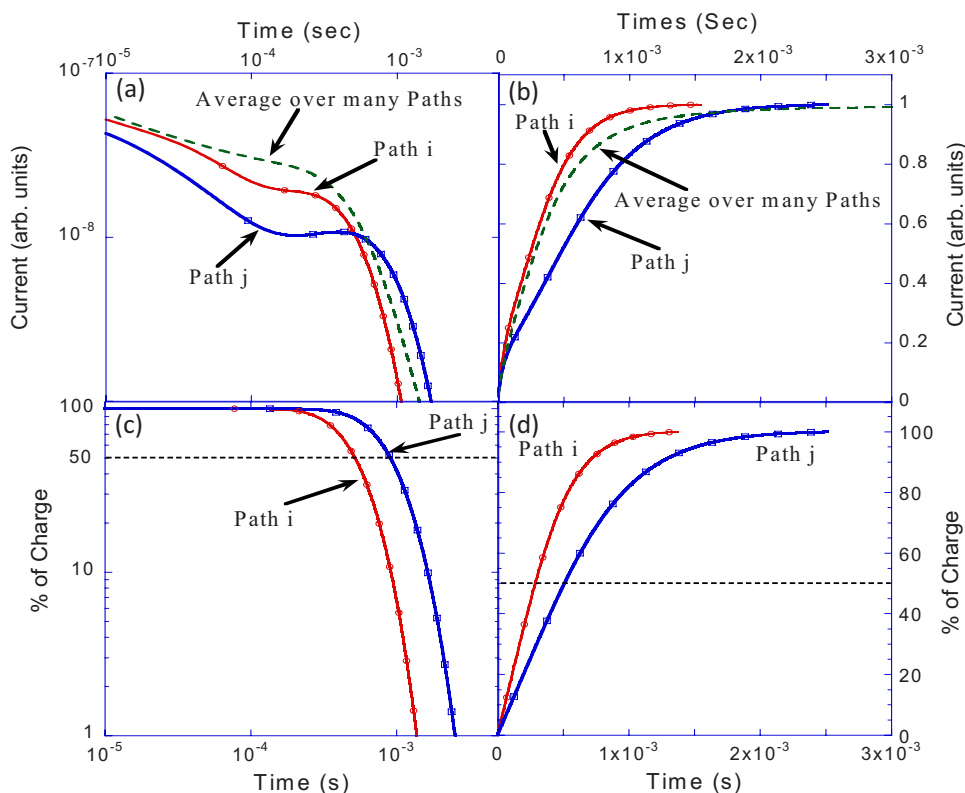 Time (sec)
Times (Sec)
10⁻⁵ 10⁻⁴ 10⁻³
0 1x10⁻³ 2x10⁻³ 3x10⁻³
10⁻⁷
10⁻⁸
Current (arb. units)
(a)
Average over many Paths
Path i
Path j
(b)
Path i
Average over many Paths
Path j
1
0.8
0.6
0.4
0.2
0
Current (arb. units)
100
50
10
1
% of Charge
(c)
Path j
Path i
(d)
Path i
Path j
100
80
60
40
20
0
% of Charge
10⁻⁵ 10⁻⁴ 10⁻³
0 1x10⁻³ 2x10⁻³ 3x10⁻³
Time (s)
Time (s)